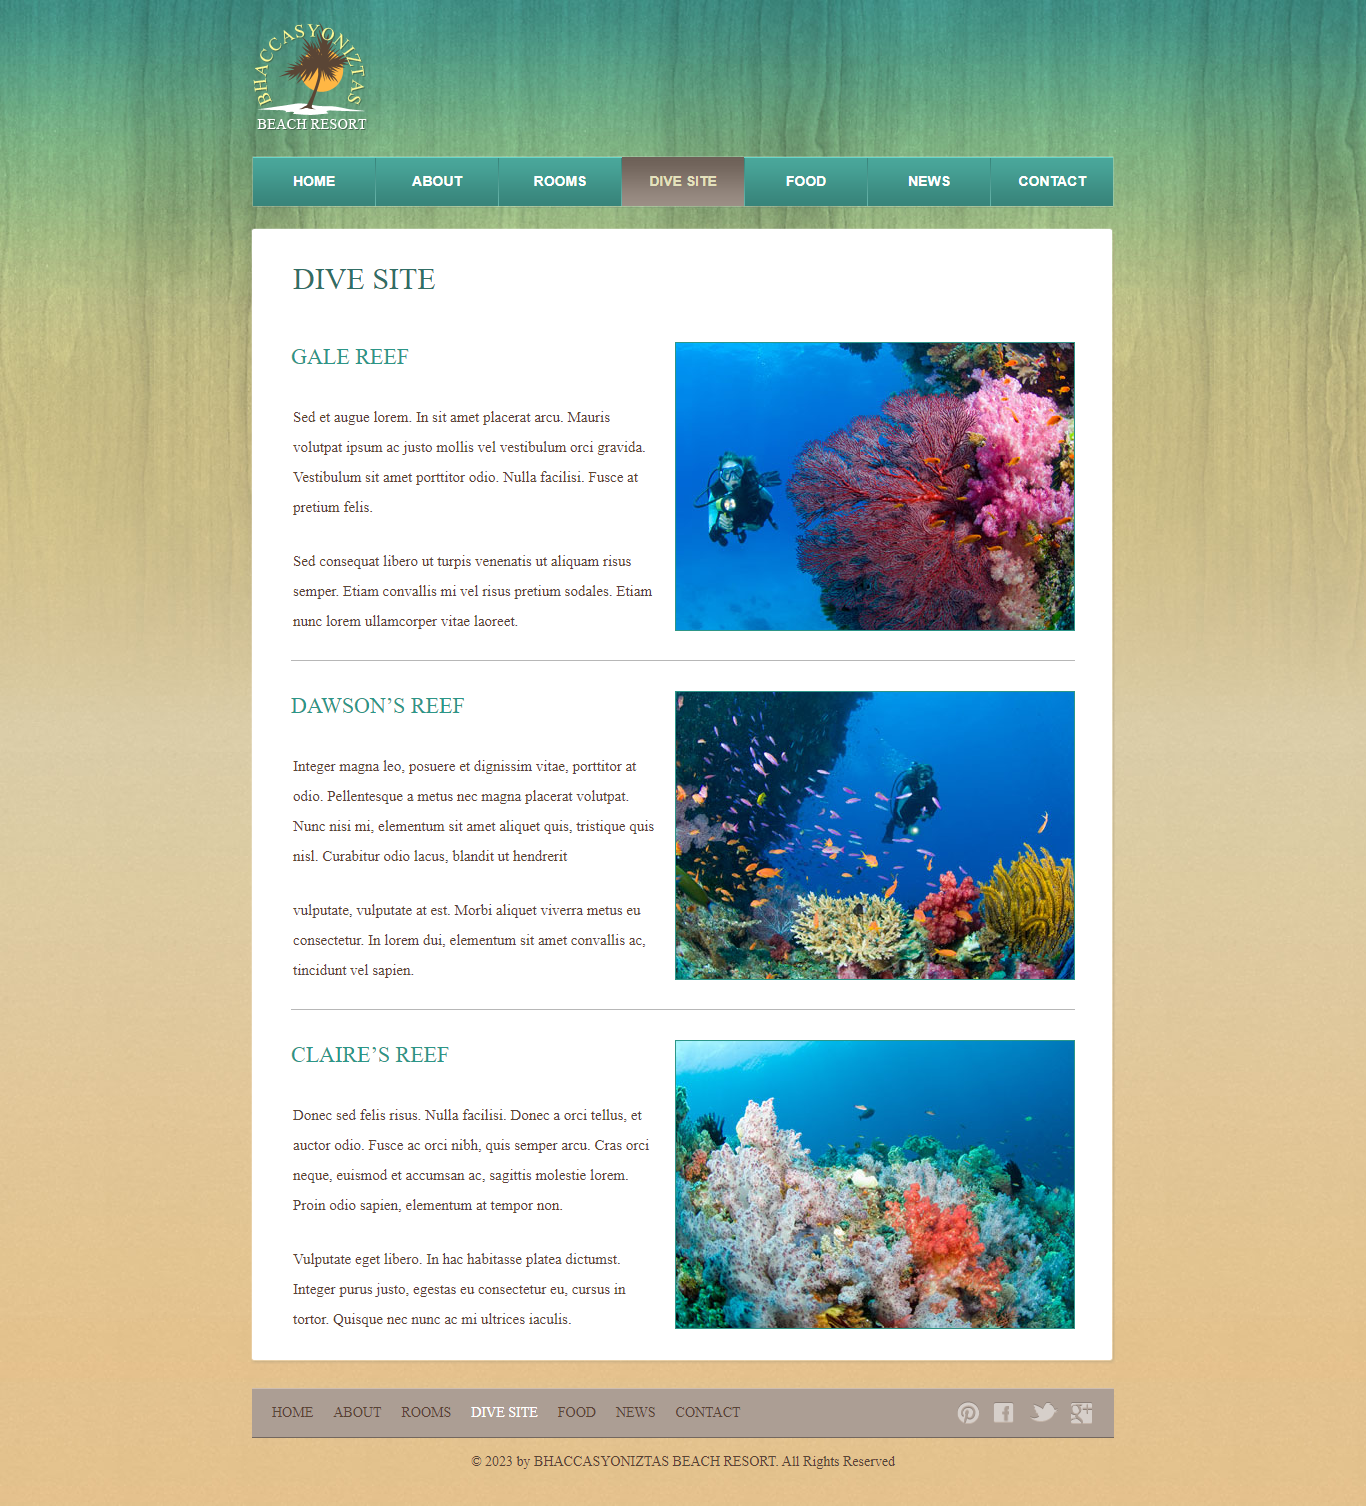 BHACCASYONIZTAS
BEACH RESORT
HOME ABOUT ROOMS DIVE SITE FOOD NEWS CONTACT
DIVE SITE
GALE REEF
Sed et augue lorem. In sit amet placerat arcu. Mauris
volutpat ipsum ac justo mollis vel vestibulum orci gravida.
Vestibulum sit amet porttitor odio. Nulla facilisi. Fusce at
pretium felis.
Sed consequat libero ut turpis venenatis ut aliquam risus
semper. Etiam convallis mi vel risus pretium sodales. Etiam
nunc lorem ullamcorper vitae laoreet.
DAWSON’S REEF
Integer magna leo, posuere et dignissim vitae, porttitor at
odio. Pellentesque a metus nec magna placerat volutpat.
Nunc nisi mi, elementum sit amet aliquet quis, tristique quis
nisl. Curabitur odio lacus, blandit ut hendrerit
vulputate, vulputate at est. Morbi aliquet viverra metus eu
consectetur. In lorem dui, elementum sit amet convallis ac,
tincidunt vel sapien.
CLAIRE’S REEF
Donec sed felis risus. Nulla facilisi. Donec a orci tellus, et
auctor odio. Fusce ac orci nibh, quis semper arcu. Cras orci
neque, euismod et accumsan ac, sagittis molestie lorem.
Proin odio sapien, elementum at tempor non.
Vulputate eget libero. In hac habitasse platea dictumst.
Integer purus justo, egestas eu consectetur eu, cursus in
tortor. Quisque nec nunc ac mi ultrices iaculis.
HOME ABOUT ROOMS DIVE SITE FOOD NEWS CONTACT
© 2023 by BHACCASYONIZTAS BEACH RESORT. All Rights Reserved